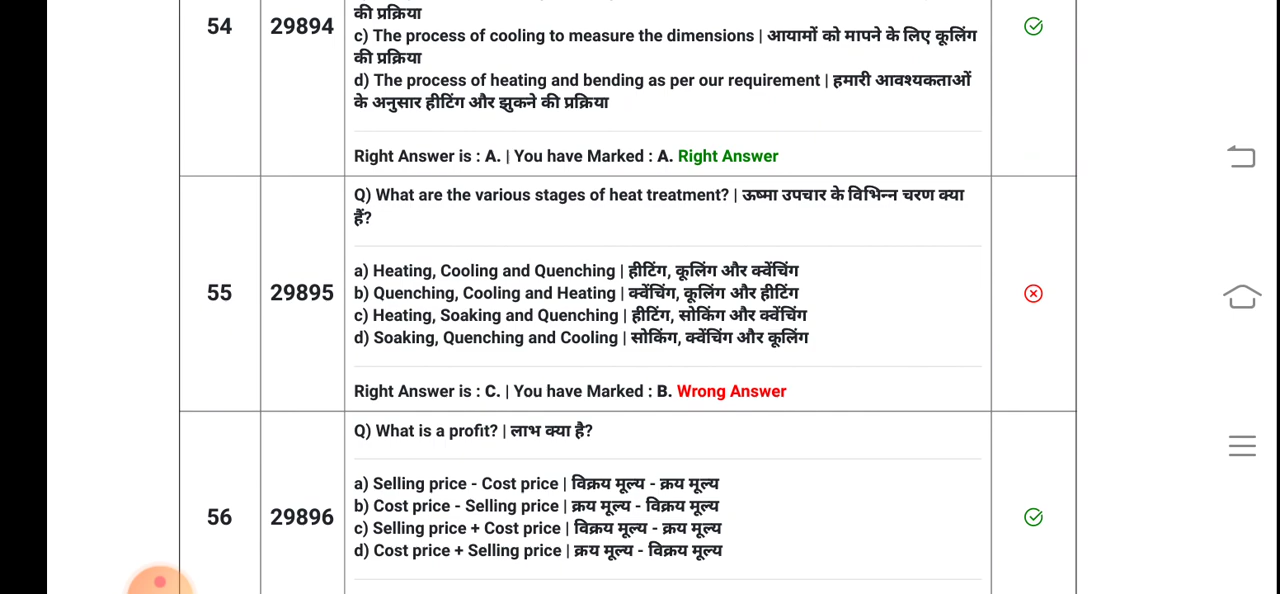 की प्रक्रिया
54
29894
c) The process of cooling to measure the dimensions | आयामों को मापने के लिए कूलिंग
की प्रक्रिया
d) The process of heating and bending as per our requirement | हमारी आवश्यकताओं
के अनुसार हीटिंग और झुकने की प्रक्रिया
Right Answer is : A. | You have Marked : A. Right Answer
Q) What are the various stages of heat treatment? | ऊष्मा उपचार के विभिन्न चरण क्या
हैं?
55
29895
a) Heating, Cooling and Quenching | हीटिंग, कूलिंग और क्वेंचिंग
b) Quenching, Cooling and Heating | क्वेंचिंग, कूलिंग और हीटिंग
c) Heating, Soaking and Quenching | हीटिंग, सोकिंग और क्वेंचिंग
d) Soaking, Quenching and Cooling | सोकिंग, क्वेंचिंग और कूलिंग
Right Answer is : C. | You have Marked : B. Wrong Answer
Q) What is a profit? | लाभ क्या है?
56
29896
a) Selling price - Cost price | विक्रय मूल्य - क्रय मूल्य
b) Cost price - Selling price | क्रय मूल्य - विक्रय मूल्य
c) Selling price + Cost price | विक्रय मूल्य - क्रय मूल्य
d) Cost price + Selling price | क्रय मूल्य - विक्रय मूल्य